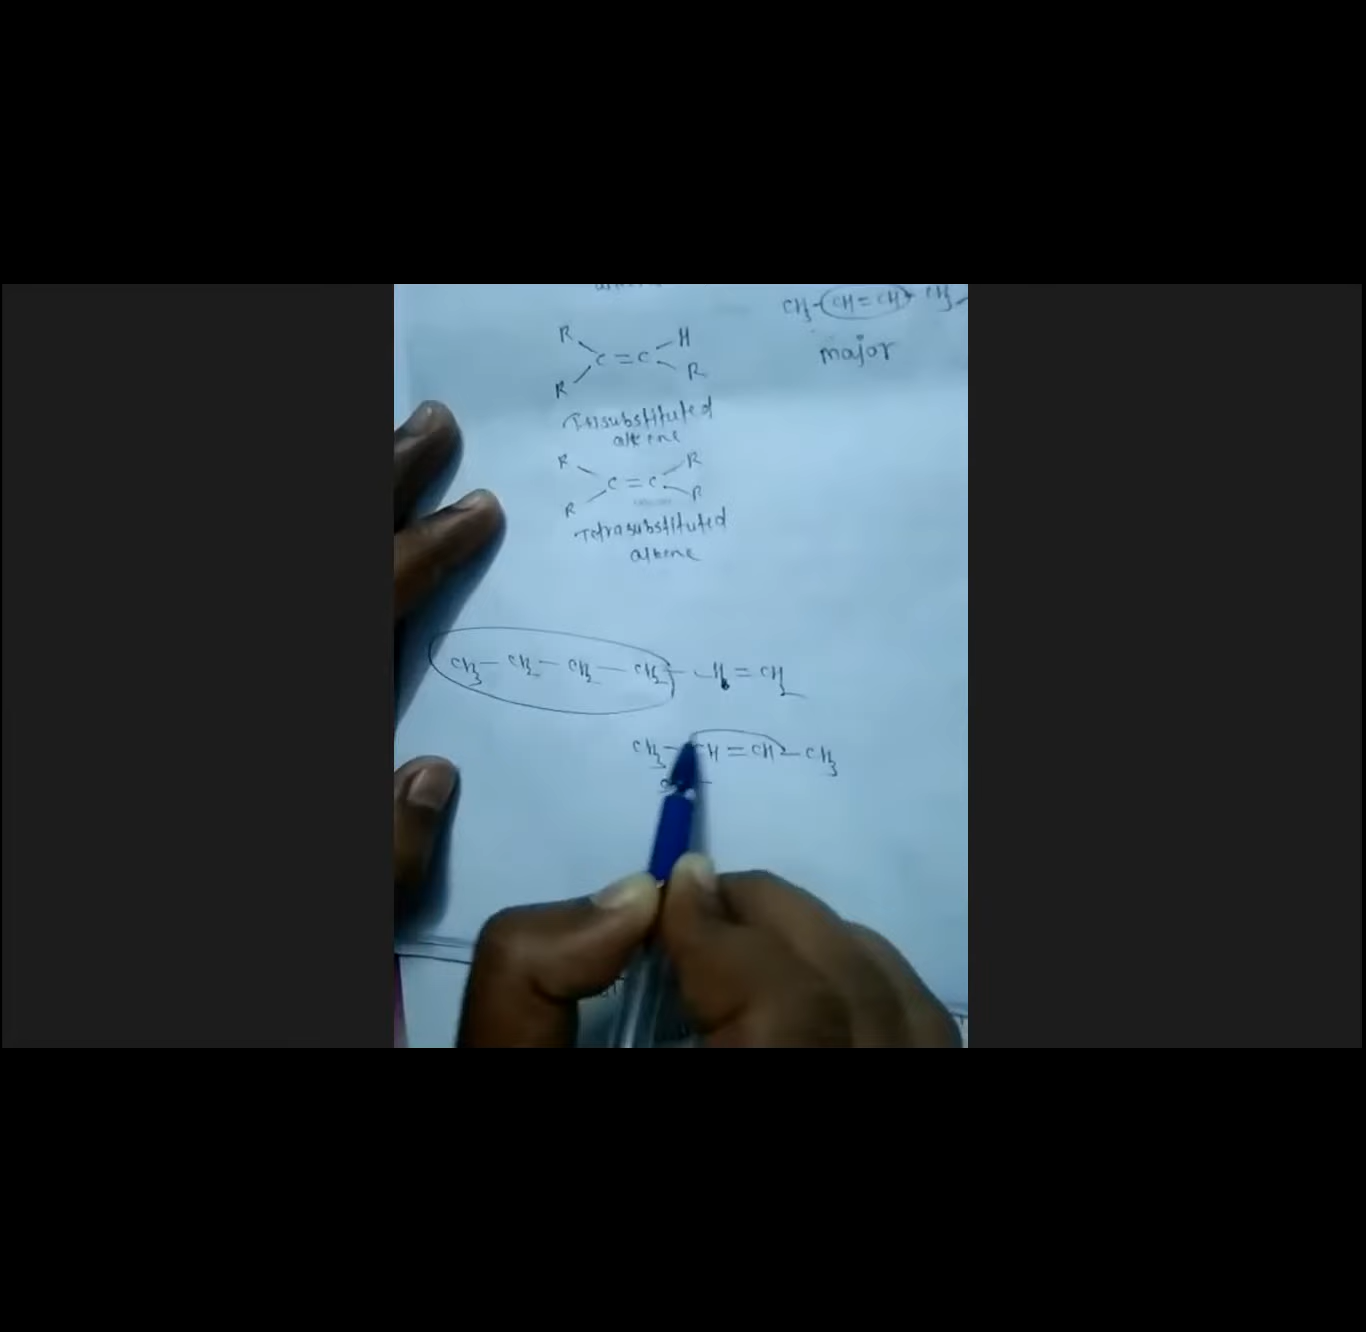 CH3-CH=CH-CH3
major
R H
C=C
R R
Trisubstituted
alkene
R R
C=C
R R
Tetrasubstituted
alkene
CH3-CH2-CH2-CH2-CH=CH2
CH3-CH=CH-CH3